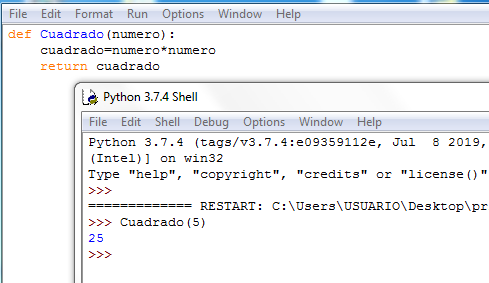 File Edit Format Run Options Window Help
def Cuadrado(numero):
cuadrado=numero*numero
return cuadrado
Python 3.7.4 Shell
File Edit Shell Debug Options Window Help
Python 3.7.4 (tags/v3.7.4:e09359112e, Jul 8 2019,
(Intel)] on win32
Type "help", "copyright", "credits" or "license()"
>>>
============= RESTART: C:\Users\USUARIO\Desktop\pr
>>> Cuadrado(5)
25
>>>